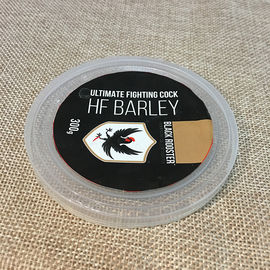 ULTIMATE FIGHTING COCK
HF BARLEY
300g
BLACK ROOSTER